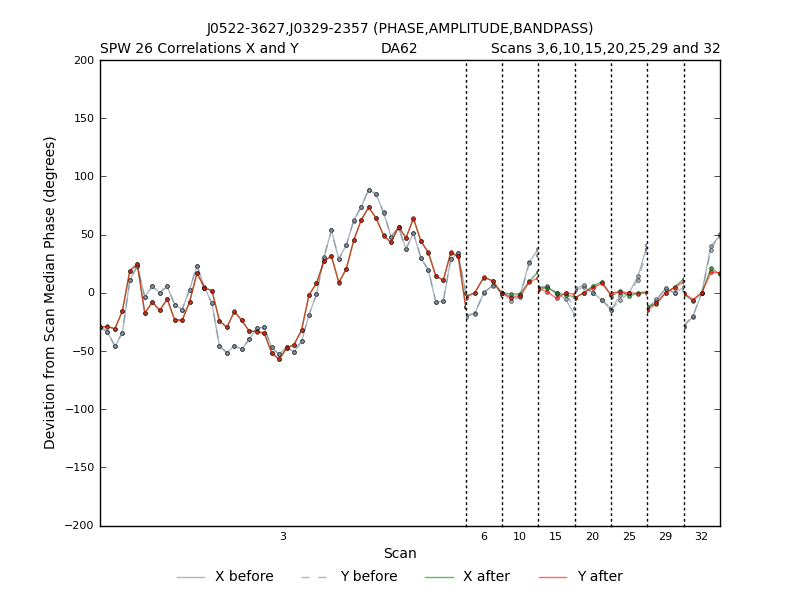 J0522-3627,J0329-2357 (PHASE,AMPLITUDE,BANDPASS)
SPW 26 Correlations X and Y DA62 Scans 3,6,10,15,20,25,29 and 32
Deviation from Scan Median Phase (degrees)
200
150
100
50
0
−50
−100
−150
−200
3 6 10 15 20 25 29 32
Scan
X before Y before X after Y after